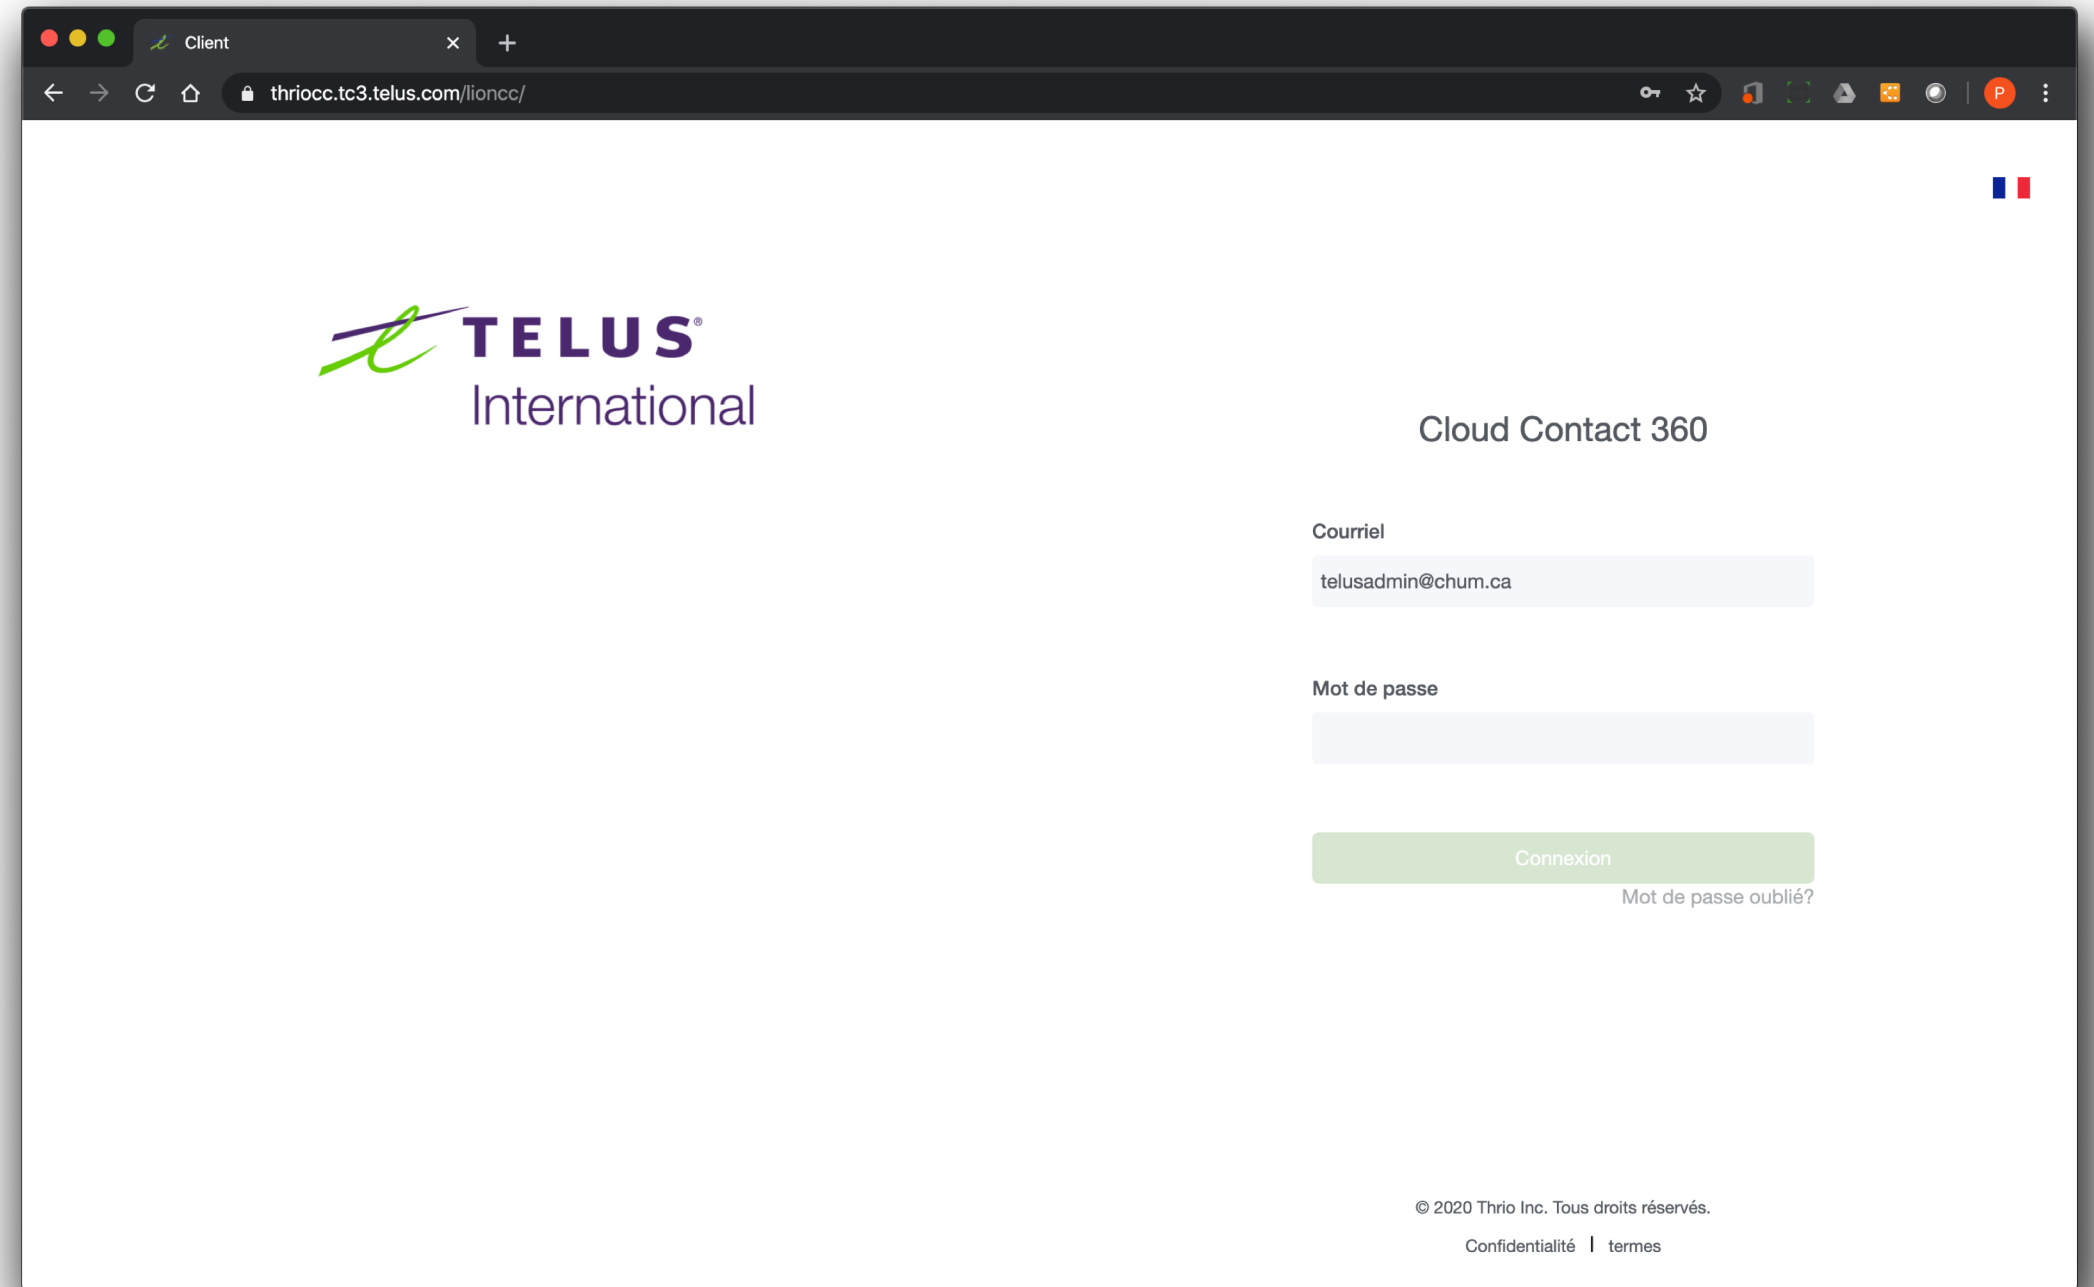 Client
thriocc.tc3.telus.com/lioncc/
P
TELUS®
International
Cloud Contact 360
Courriel
telusadmin@chum.ca
Mot de passe
Connexion
Mot de passe oublié?
© 2020 Thrio Inc. Tous droits réservés.
Confidentialité | termes